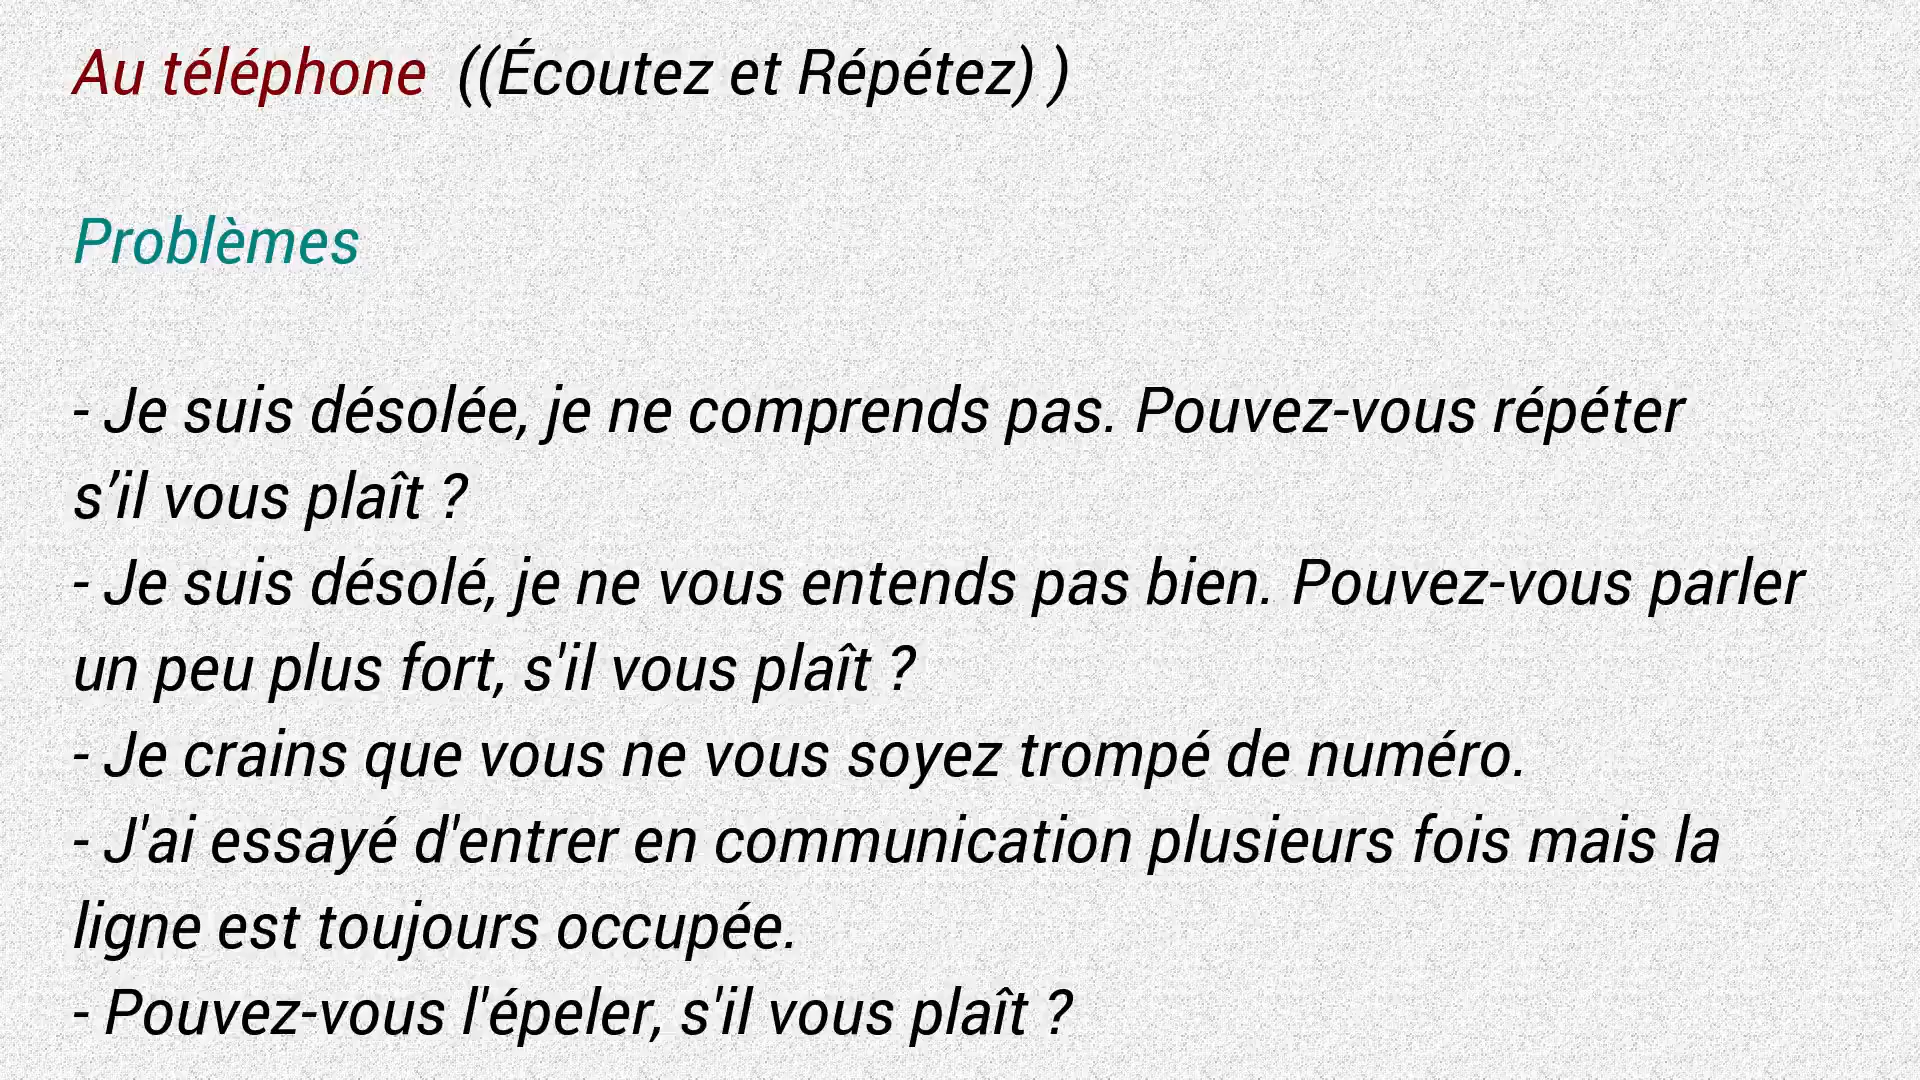 Au téléphone ((Écoutez et Répétez) )
Problèmes
- Je suis désolée, je ne comprends pas. Pouvez-vous répéter
s’il vous plaît ?
- Je suis désolé, je ne vous entends pas bien. Pouvez-vous parler
un peu plus fort, s'il vous plaît ?
- Je crains que vous ne vous soyez trompé de numéro.
- J'ai essayé d'entrer en communication plusieurs fois mais la
ligne est toujours occupée.
- Pouvez-vous l'épeler, s'il vous plaît ?